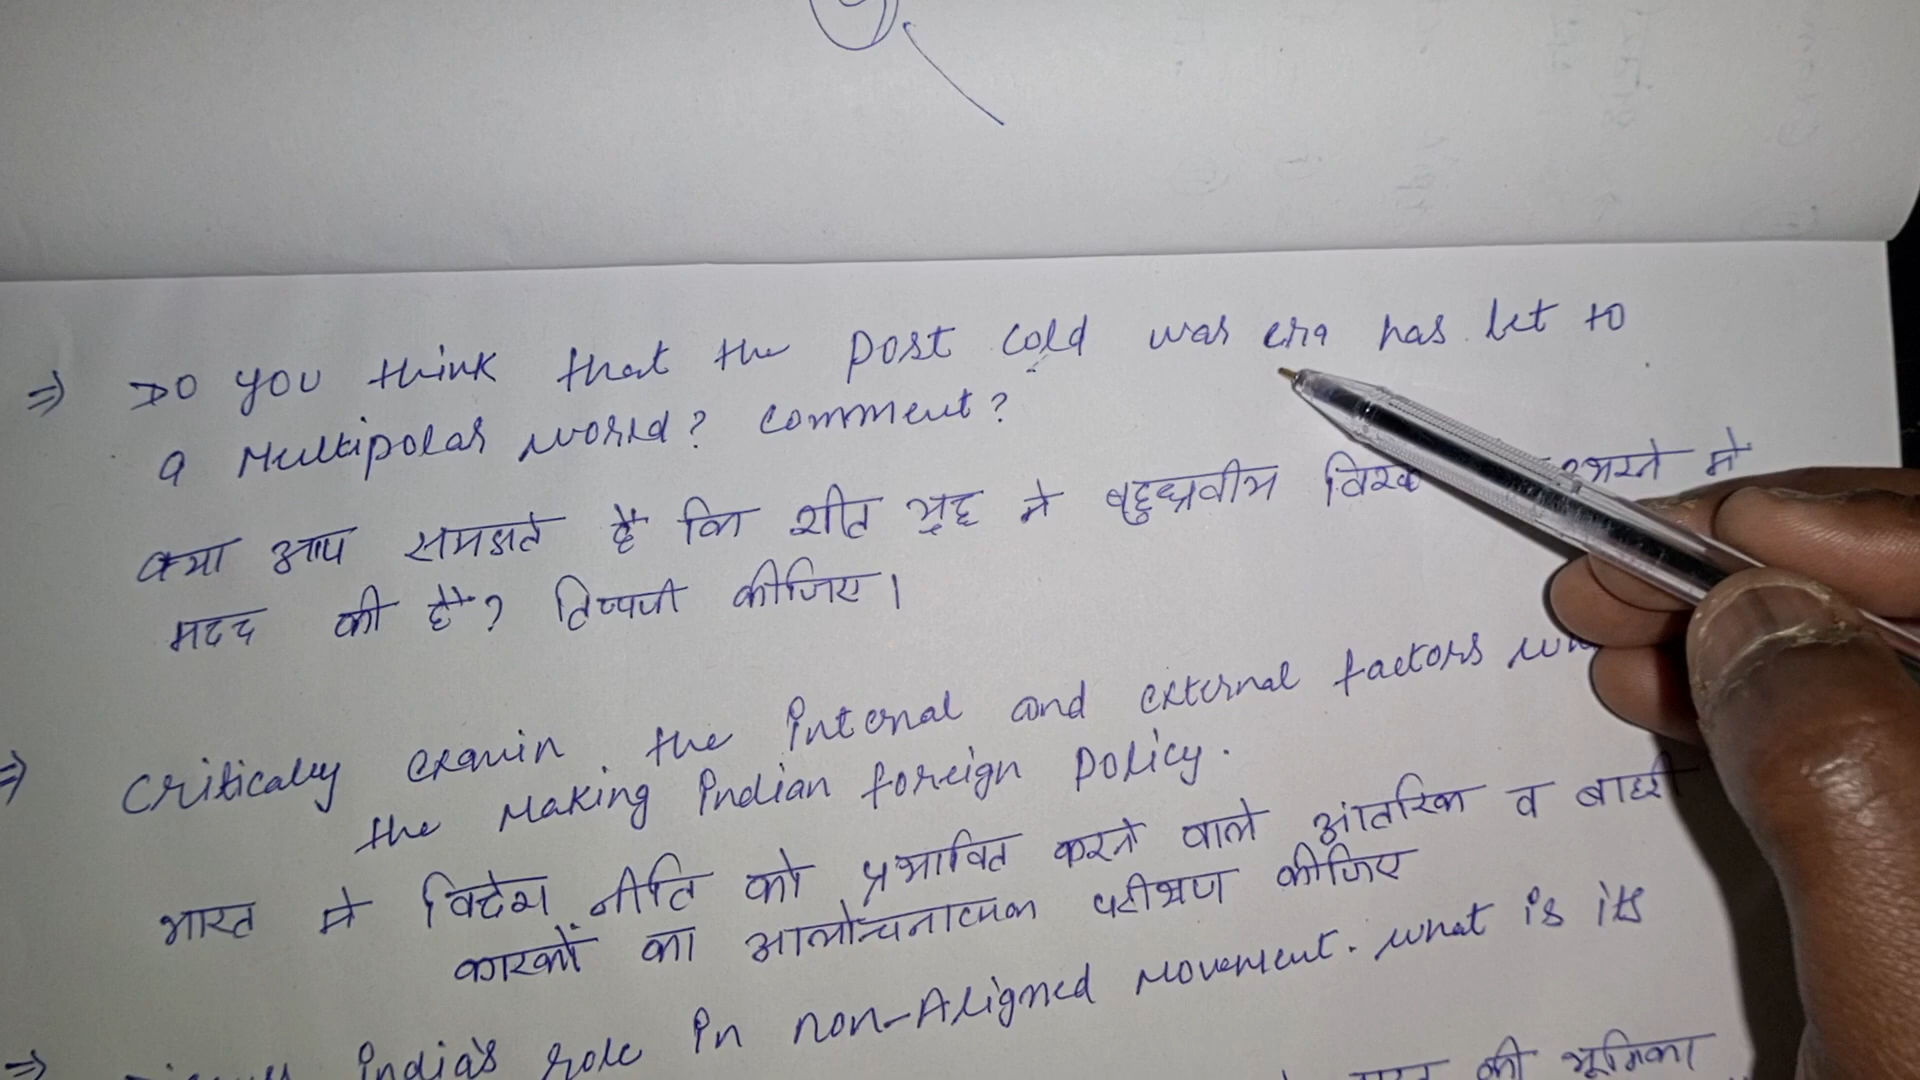 ⇒ Do you think that the post cold war era has let to
a Multipolar world? comment?
क्या आप समझते है कि शीत युद्ध ने बहुध्रुवीय विश्व उभरने मे
मदद की है? टिप्पणी कीजिए।
⇒ Critically examin the internal and external factors
the making indian foreign policy.
भारत मे विदेश नीति को प्रभावित करने वाले आंतरिक व बाहरी
कारकों का आलोचनात्मक परीक्षण कीजिए
⇒ India's role in non-Aligned movement. what is its
की भूमिका